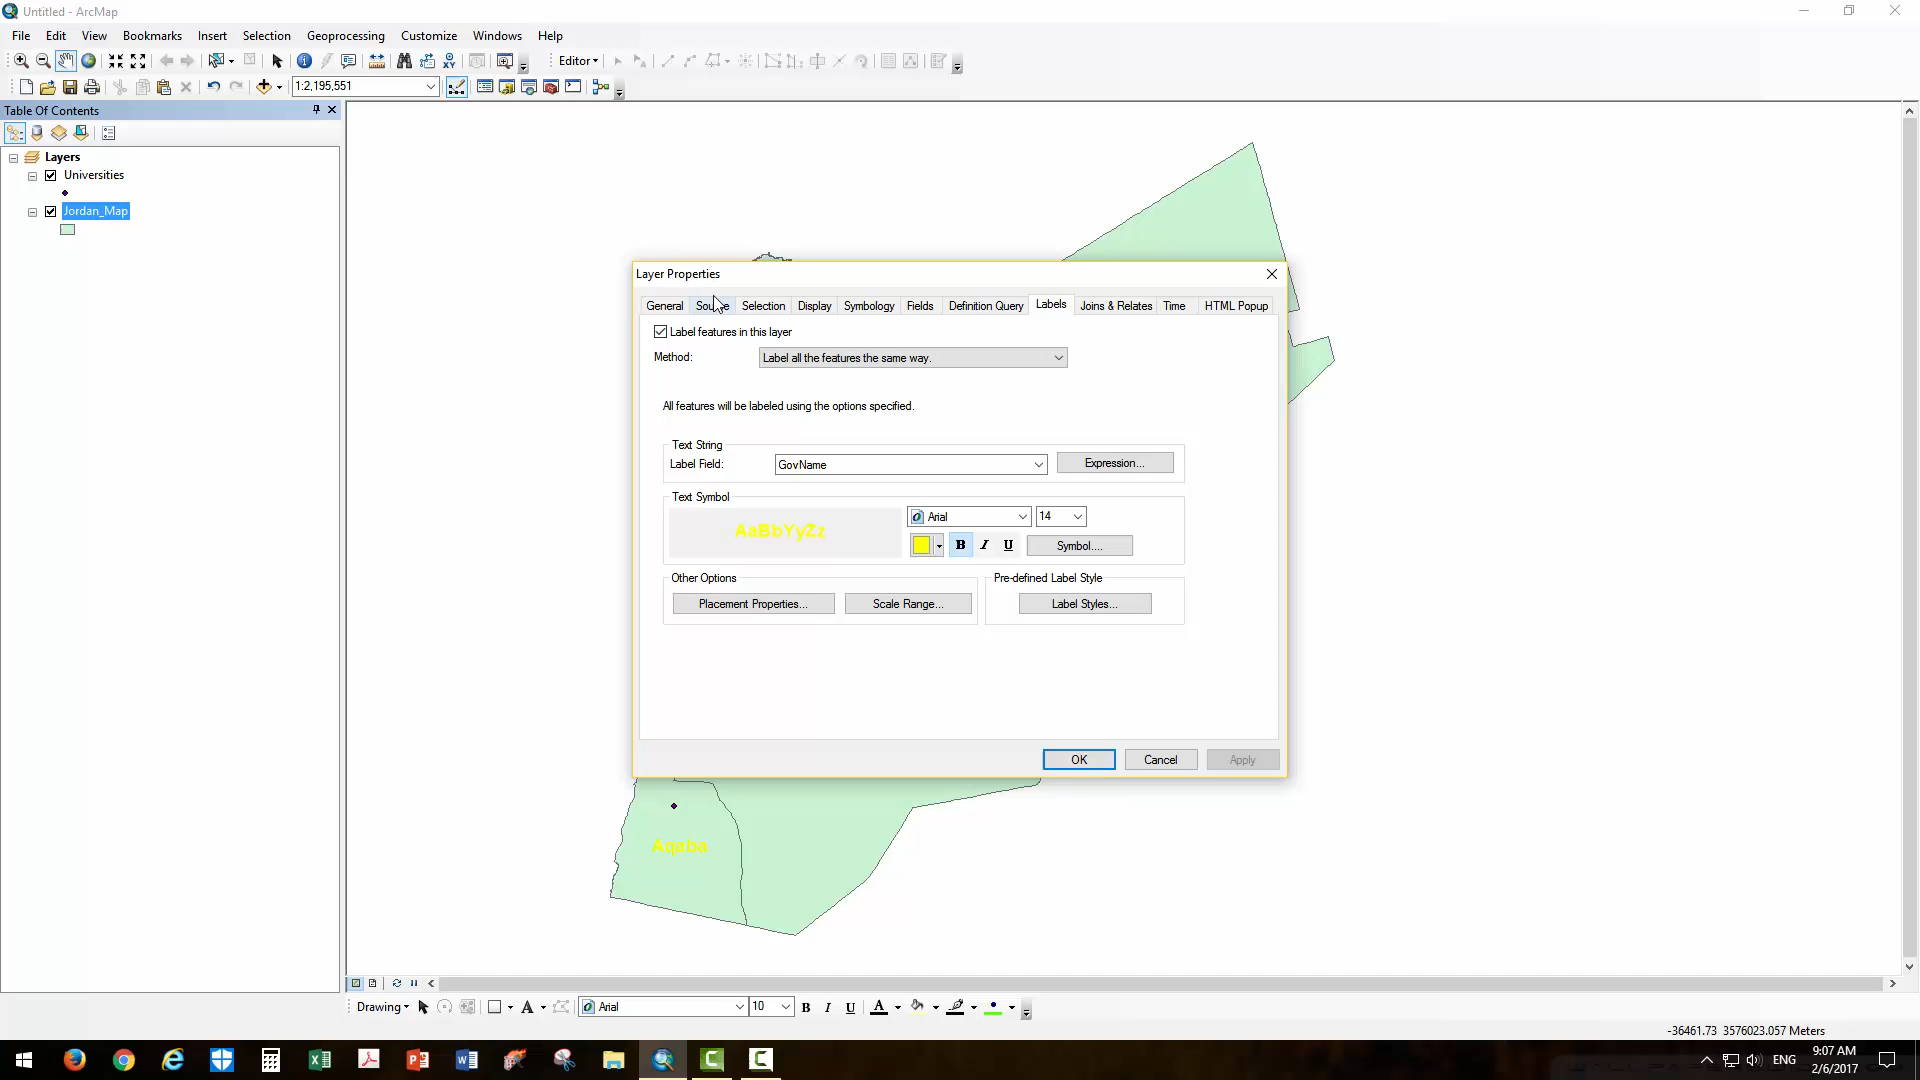 Untitled - ArcMap
File Edit View Bookmarks Insert Selection Geoprocessing Customize Windows Help
Editor
1:2,195,551
Table Of Contents
Layers
Universities
Jordan_Map
Layer Properties
General Source Selection Display Symbology Fields Definition Query Labels Joins & Relates Time HTML Popup
Label features in this layer
Method: Label all the features the same way.
All features will be labeled using the options specified.
Text String
Label Field: GovName Expression...
Text Symbol
AaBbYyZz Arial 14
B I U Symbol....
Other Options Pre-defined Label Style
Placement Properties... Scale Range... Label Styles...
OK Cancel Apply
Aqaba
Drawing A Arial 10 B I U A
-36461.73 3576023.057 Meters
ENG 9:07 AM
2/6/2017